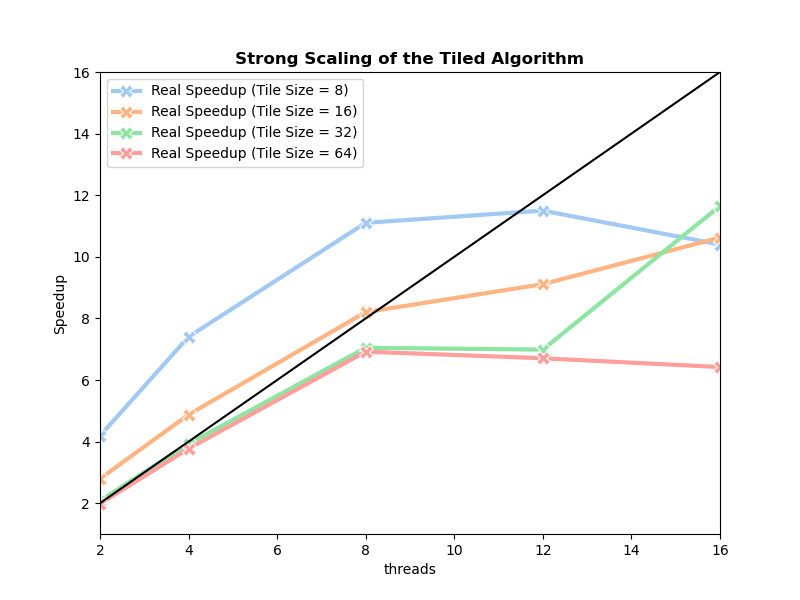 Strong Scaling of the Tiled Algorithm
Real Speedup (Tile Size = 8)
Real Speedup (Tile Size = 16)
Real Speedup (Tile Size = 32)
Real Speedup (Tile Size = 64)
Speedup
16
14
12
10
8
6
4
2
2 4 6 8 10 12 14 16
threads